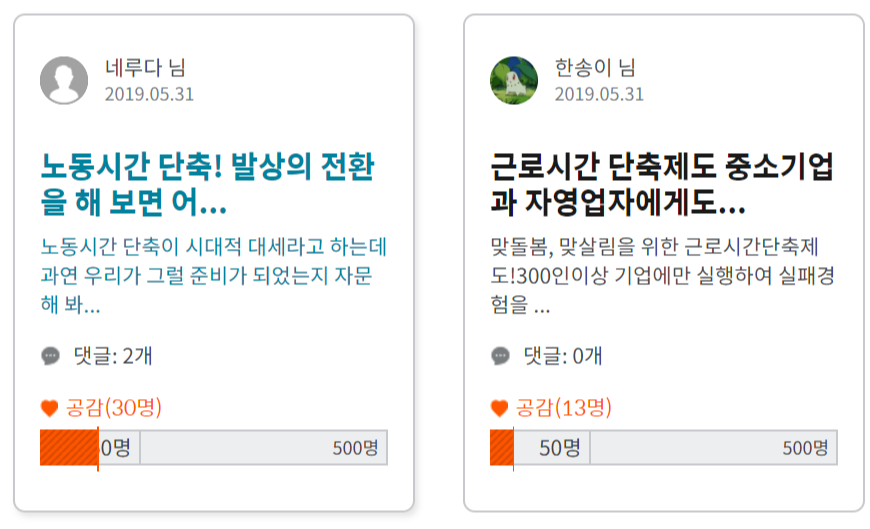 네루다 님
2019.05.31
노동시간 단축! 발상의 전환
을 해 보면 어...
노동시간 단축이 시대적 대세라고 하는데
과연 우리가 그럴 준비가 되었는지 자문
해 봐...
댓글: 2개
공감(30명)
0명
500명
한송이 님
2019.05.31
근로시간 단축제도 중소기업
과 자영업자에게도...
맞돌봄, 맞살림을 위한 근로시간단축제
도!300인이상 기업에만 실행하여 실패경
험을 ...
댓글: 0개
공감(13명)
50명
500명